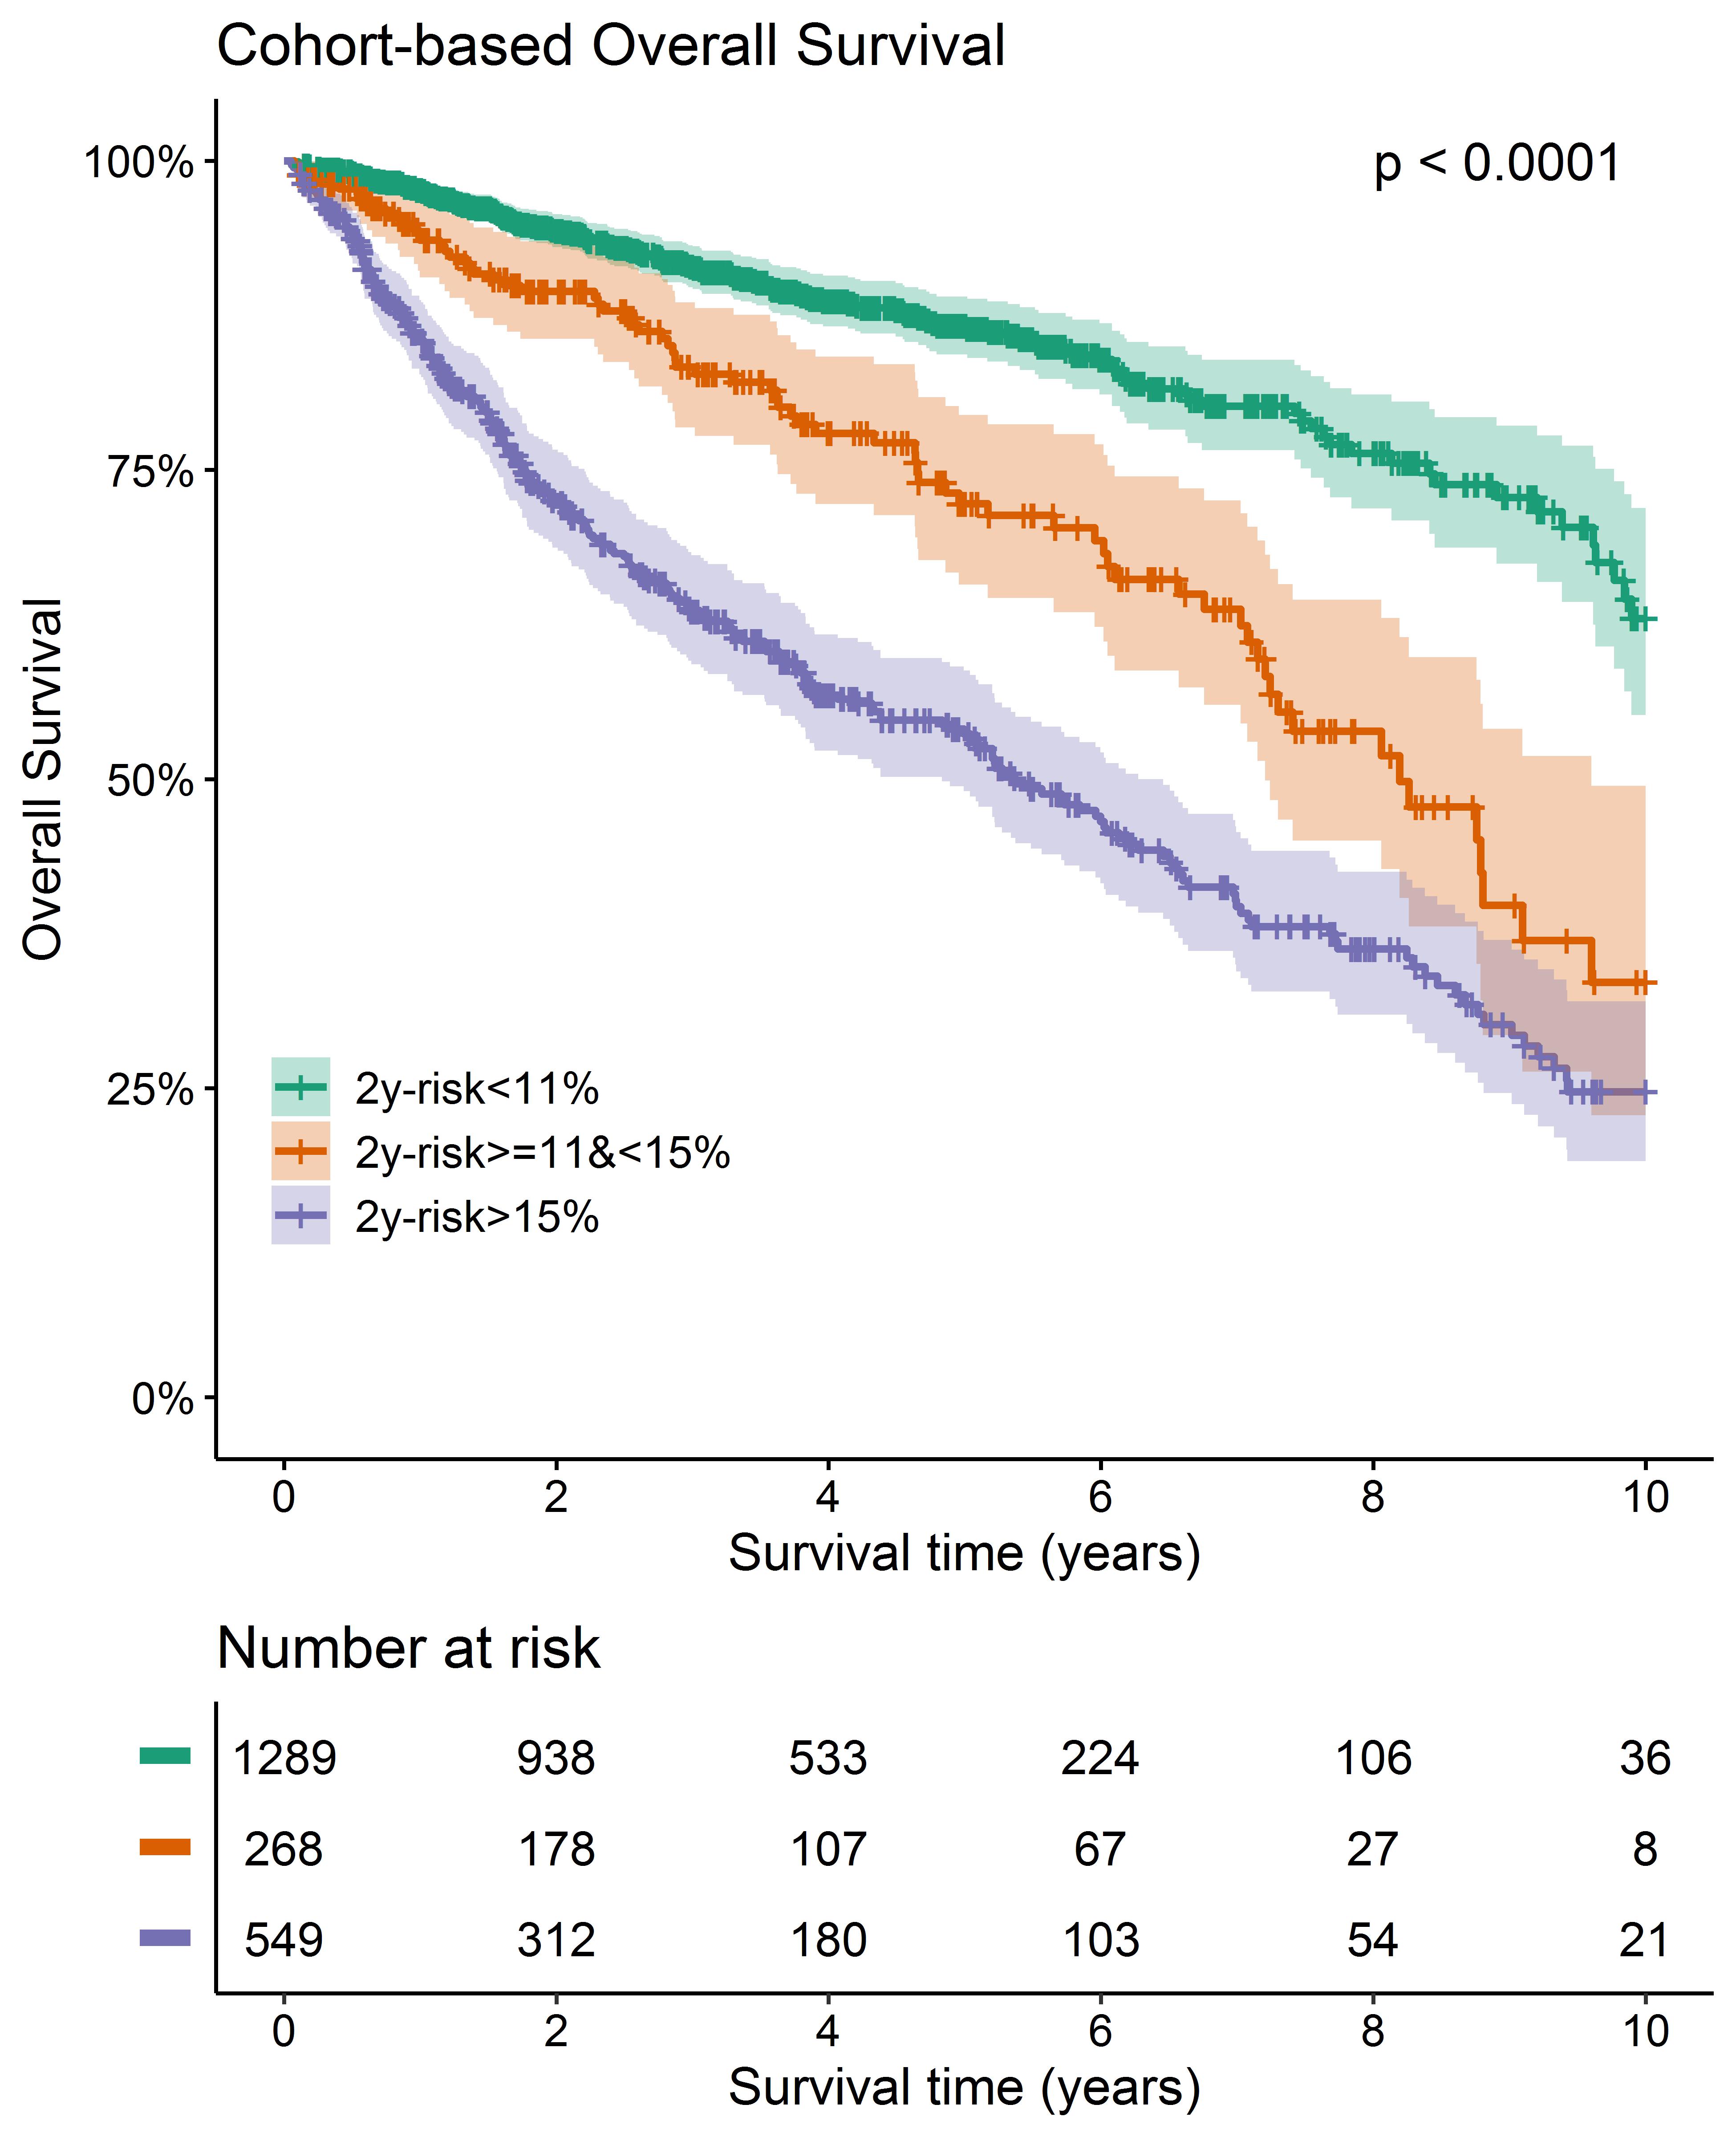 Cohort-based Overall Survival
p < 0.0001
100%
75%
50%
25%
0%
Overall Survival
2y-risk<11%
2y-risk>=11&<15%
2y-risk>15%
0 2 4 6 8 10
Survival time (years)
Number at risk
1289 938 533 224 106 36
268 178 107 67 27 8
549 312 180 103 54 21
0 2 4 6 8 10
Survival time (years)